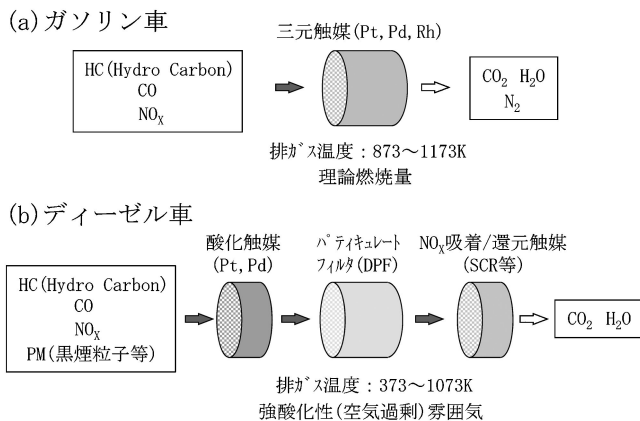 (a)ガソリン車
三元触媒(Pt,Pd,Rh)
HC(Hydro Carbon)
CO
NOX
CO2 H2O
N2
排ガス温度：873～1173K
理論燃焼量
(b)ディーゼル車
酸化触媒
(Pt,Pd)
パティキュレート
フィルタ(DPF)
NOX吸着/還元触媒
(SCR等)
HC(Hydro Carbon)
CO
NOX
PM(黒煙粒子等)
CO2 H2O
排ガス温度：373～1073K
強酸化性(空気過剰)雰囲気